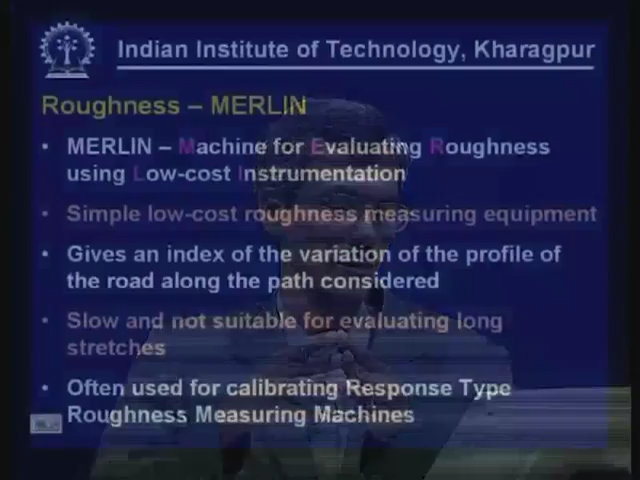 Indian Institute of Technology, Kharagpur
Roughness – MERLIN
• MERLIN – Machine for Evaluating Roughness
using Low-cost Instrumentation
• Simple low-cost roughness measuring equipment
• Gives an index of the variation of the profile of
the road along the path considered
• Slow and not suitable for evaluating long
stretches
• Often used for calibrating Response Type
Roughness Measuring Machines